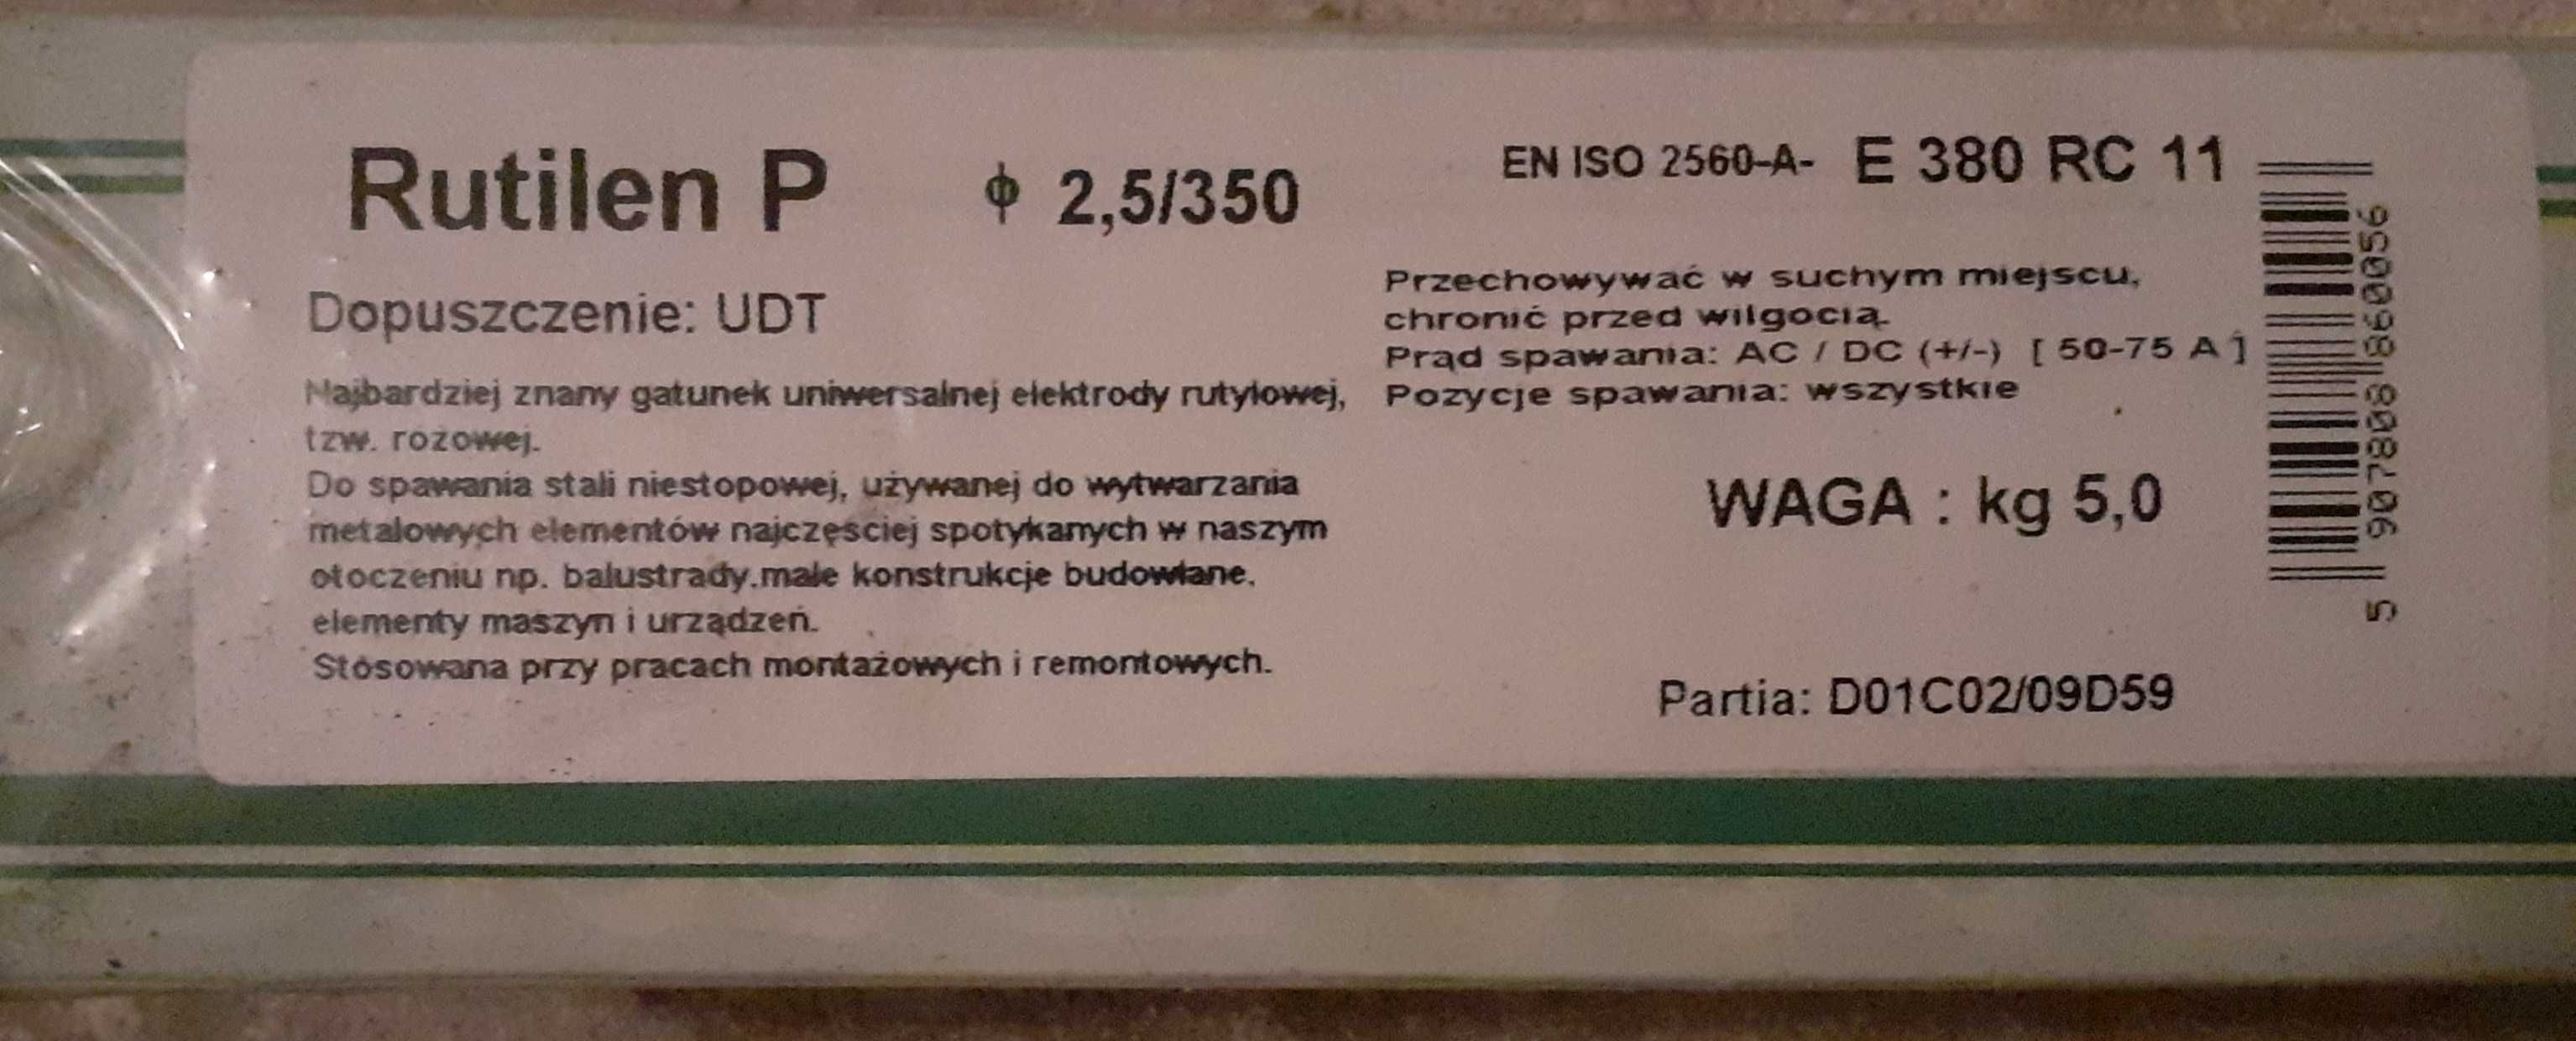 Rutilen P ϕ 2,5/350
Dopuszczenie: UDT
Najbardziej znany gatunek uniwersalnej elektrody rutylowej,
tzw. rozowej.
Do spawania stali niestopowej, używanej do wytwarzania
metalowych elementów najczęsciej spotykanych w naszym
otoczeniu np. balustrady.małe konstrukcje budowlane.
elementy maszyn i urządzeń.
Stosowana przy pracach montażowych i remontowych.
EN ISO 2560-A- E 380 RC 11
Przechowywać w suchym miejscu,
chronić przed wilgocią.
Prąd spawania: AC / DC (+/-) [ 50-75 A ]
Pozycje spawania: wszystkie
WAGA : kg 5,0
Partia: D01C02/09D59
5 907808 860056